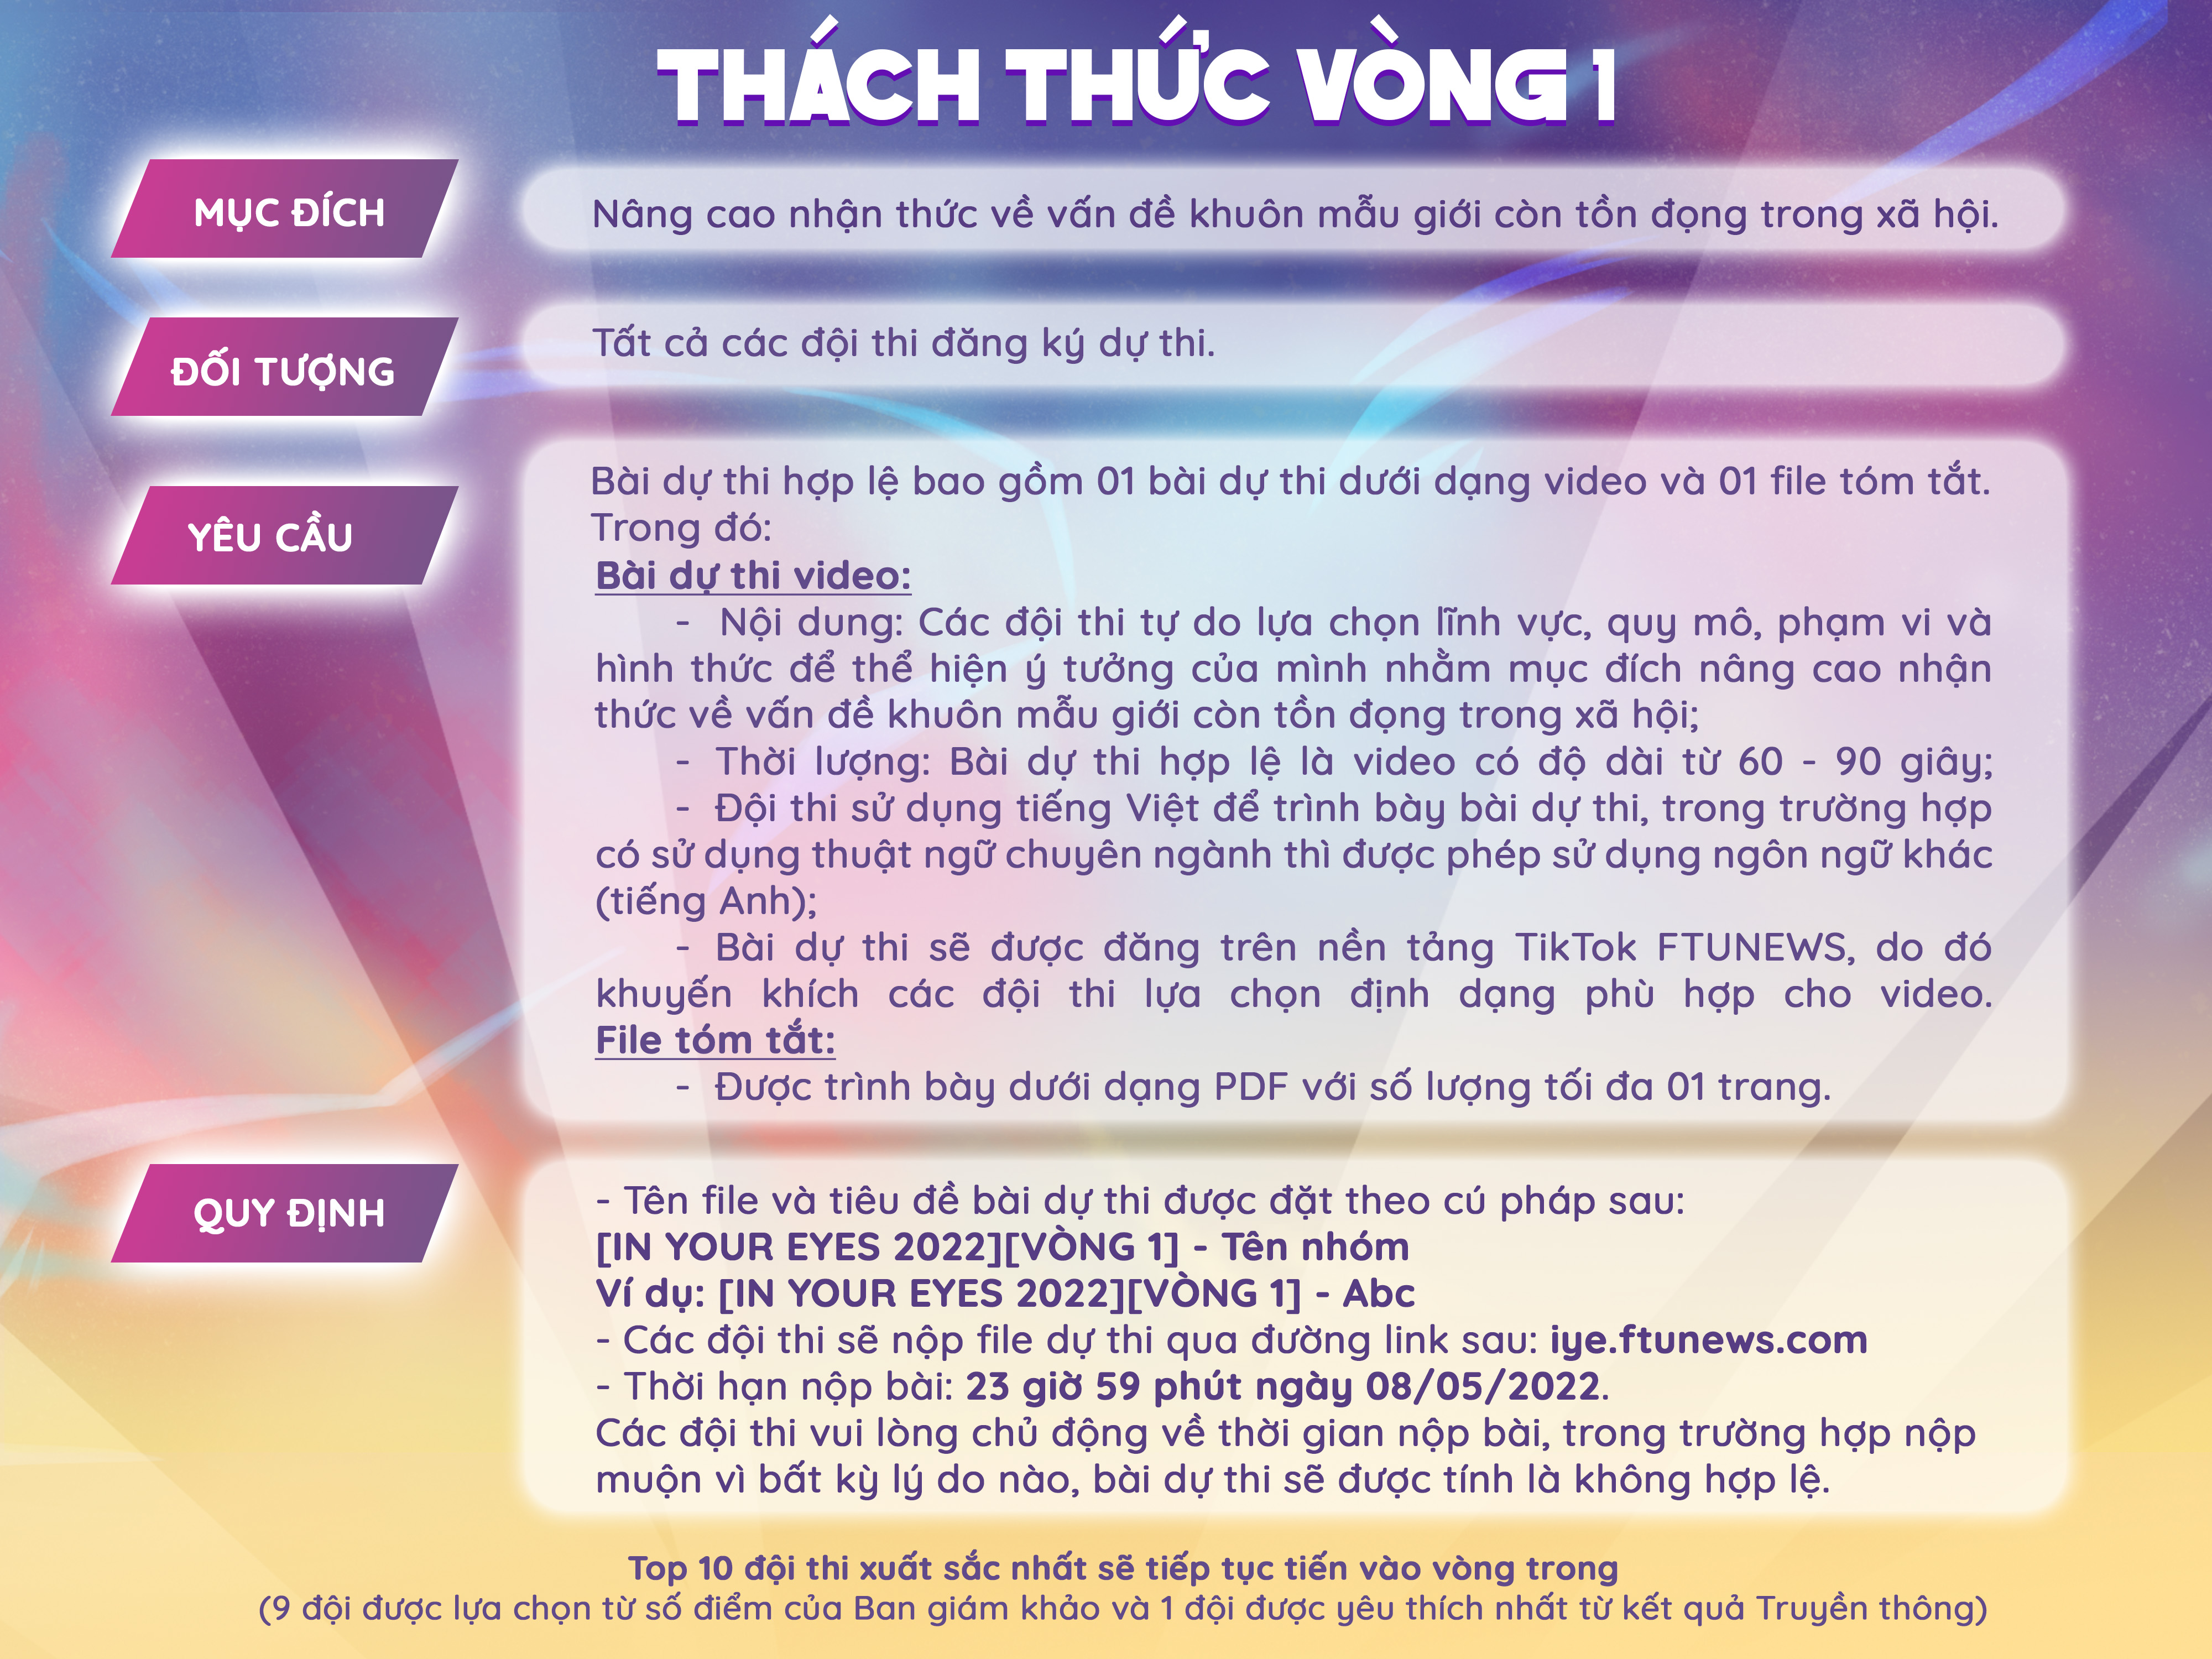 THÁCH THỨC VÒNG 1
MỤC ĐÍCH
Nâng cao nhận thức về vấn đề khuôn mẫu giới còn tồn đọng trong xã hội.
ĐỐI TƯỢNG
Tất cả các đội thi đăng ký dự thi.
YÊU CẦU
Bài dự thi hợp lệ bao gồm 01 bài dự thi dưới dạng video và 01 file tóm tắt.
Trong đó:
Bài dự thi video:
- Nội dung: Các đội thi tự do lựa chọn lĩnh vực, quy mô, phạm vi và
hình thức để thể hiện ý tưởng của mình nhằm mục đích nâng cao nhận
thức về vấn đề khuôn mẫu giới còn tồn đọng trong xã hội;
- Thời lượng: Bài dự thi hợp lệ là video có độ dài từ 60 - 90 giây;
- Đội thi sử dụng tiếng Việt để trình bày bài dự thi, trong trường hợp
có sử dụng thuật ngữ chuyên ngành thì được phép sử dụng ngôn ngữ khác
(tiếng Anh);
- Bài dự thi sẽ được đăng trên nền tảng TikTok FTUNEWS, do đó
khuyến khích các đội thi lựa chọn định dạng phù hợp cho video.
File tóm tắt:
- Được trình bày dưới dạng PDF với số lượng tối đa 01 trang.
QUY ĐỊNH
- Tên file và tiêu đề bài dự thi được đặt theo cú pháp sau:
[IN YOUR EYES 2022][VÒNG 1] - Tên nhóm
Ví dụ: [IN YOUR EYES 2022][VÒNG 1] - Abc
- Các đội thi sẽ nộp file dự thi qua đường link sau: iye.ftunews.com
- Thời hạn nộp bài: 23 giờ 59 phút ngày 08/05/2022.
Các đội thi vui lòng chủ động về thời gian nộp bài, trong trường hợp nộp
muộn vì bất kỳ lý do nào, bài dự thi sẽ được tính là không hợp lệ.
Top 10 đội thi xuất sắc nhất sẽ tiếp tục tiến vào vòng trong
(9 đội được lựa chọn từ số điểm của Ban giám khảo và 1 đội được yêu thích nhất từ kết quả Truyền thông)